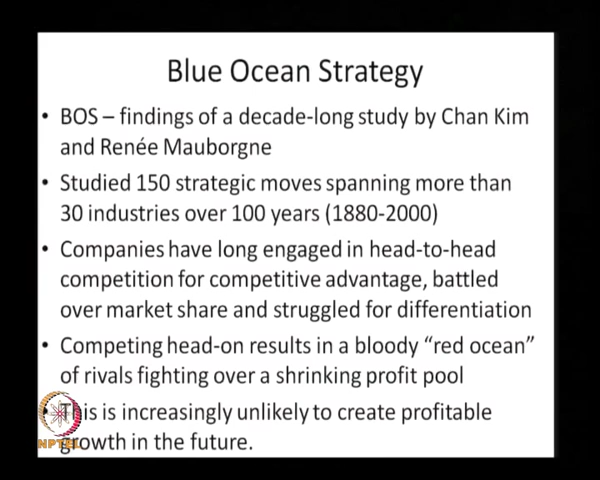 Blue Ocean Strategy
• BOS – findings of a decade-long study by Chan Kim
and Renée Mauborgne
• Studied 150 strategic moves spanning more than
30 industries over 100 years (1880-2000)
• Companies have long engaged in head-to-head
competition for competitive advantage, battled
over market share and struggled for differentiation
• Competing head-on results in a bloody “red ocean”
of rivals fighting over a shrinking profit pool
• This is increasingly unlikely to create profitable
growth in the future.
NPTEL